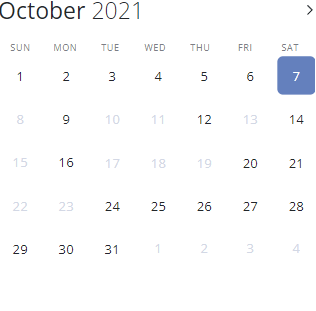 October 2021
SUN MON TUE WED THU FRI SAT
1 2 3 4 5 6 7
8 9 10 11 12 13 14
15 16 17 18 19 20 21
22 23 24 25 26 27 28
29 30 31 1 2 3 4